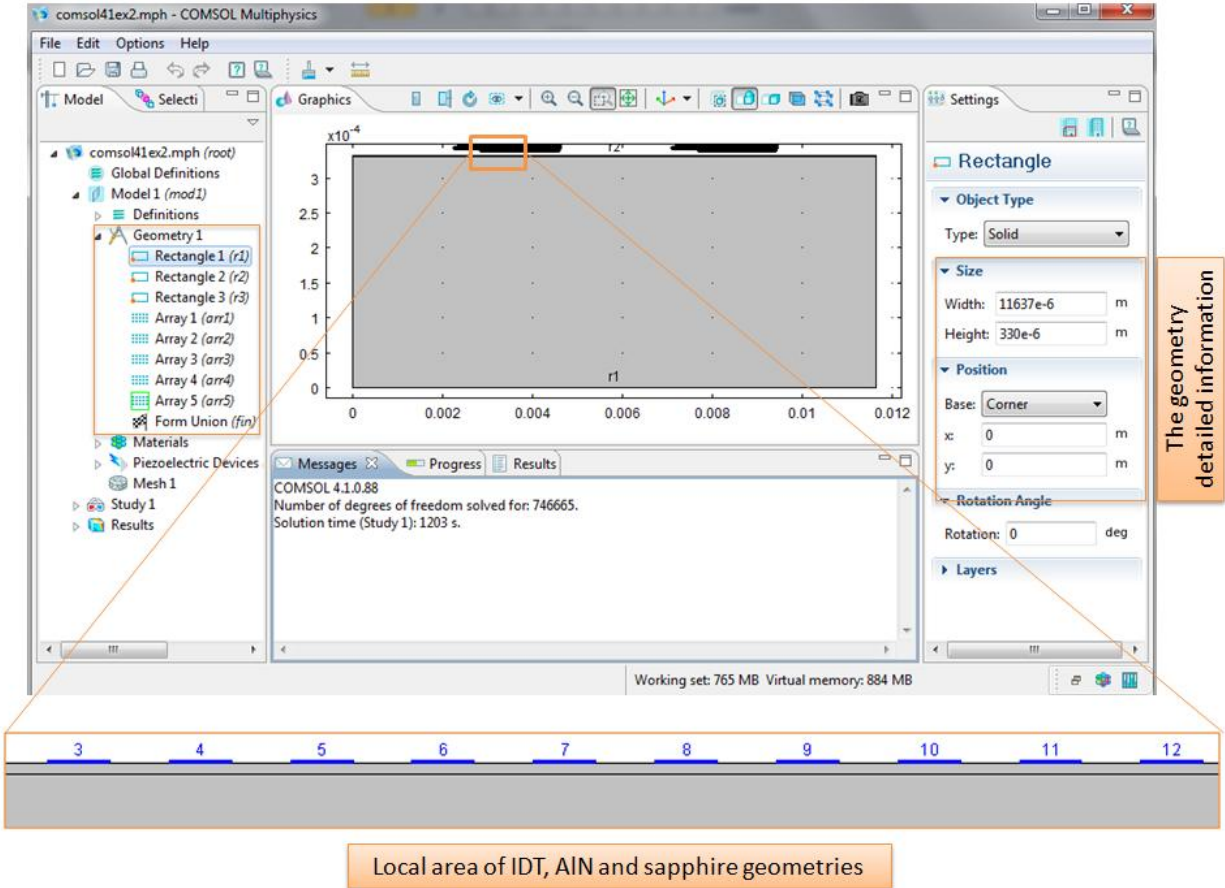 comsol41ex2.mph - COMSOL Multiphysics
File Edit Options Help
Model
Selecti
comsol41ex2.mph (root)
Global Definitions
Model 1 (mod1)
Definitions
Geometry 1
Rectangle 1 (r1)
Rectangle 2 (r2)
Rectangle 3 (r3)
Array 1 (arr1)
Array 2 (arr2)
Array 3 (arr3)
Array 4 (arr4)
Array 5 (arr5)
Form Union (fin)
Materials
Piezoelectric Devices
Mesh 1
Study 1
Results
Graphics
x10-4
r2
3
2.5
2
1.5
1
0.5
0
r1
0 0.002 0.004 0.006 0.008 0.01 0.012
Messages Progress Results
COMSOL 4.1.0.88
Number of degrees of freedom solved for: 746665.
Solution time (Study 1): 1203 s.
Settings
Rectangle
Object Type
Type: Solid
Size
Width: 11637e-6 m
Height: 330e-6 m
Position
Base: Corner
x: 0 m
y: 0 m
Rotation Angle
Rotation: 0 deg
Layers
The geometry
detailed information
Working set: 765 MB Virtual memory: 884 MB
3 4 5 6 7 8 9 10 11 12
Local area of IDT, AlN and sapphire geometries